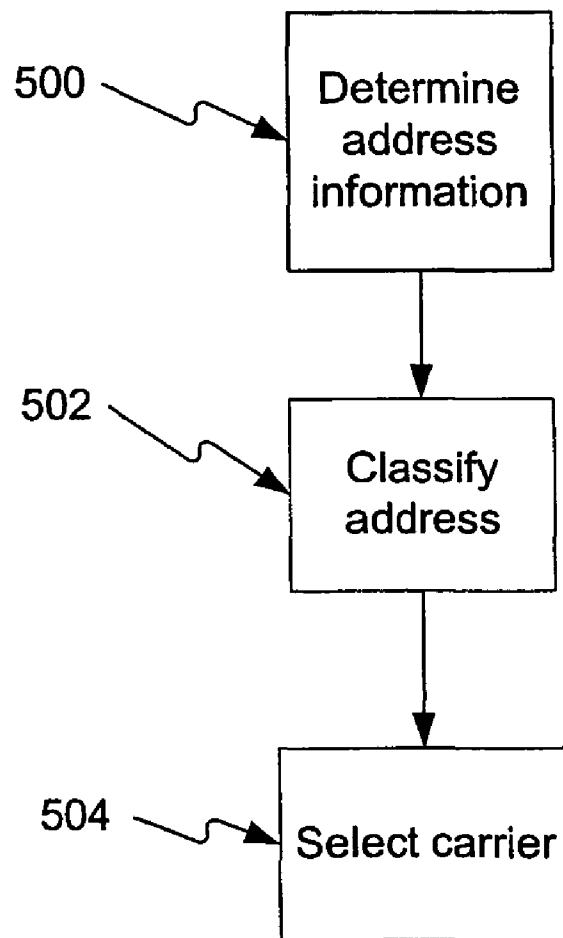 500
Determine
address
information
502
Classify
address
504
Select carrier